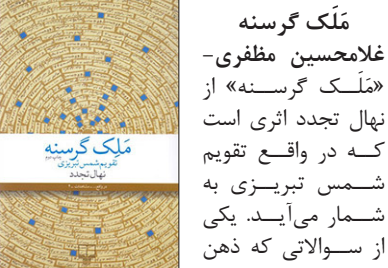 مَلَک گرسنه
غلامحسین مظفری-
«مَلَک گرسنه» از
نهال تجدد اثری است
که در واقع تقویم
شمس تبریزی به
شمار می‌آید. یکی
از سوالاتی که ذهن
مَلِک گرسنه
تقویم شمس تبریزی
نهال تجدد